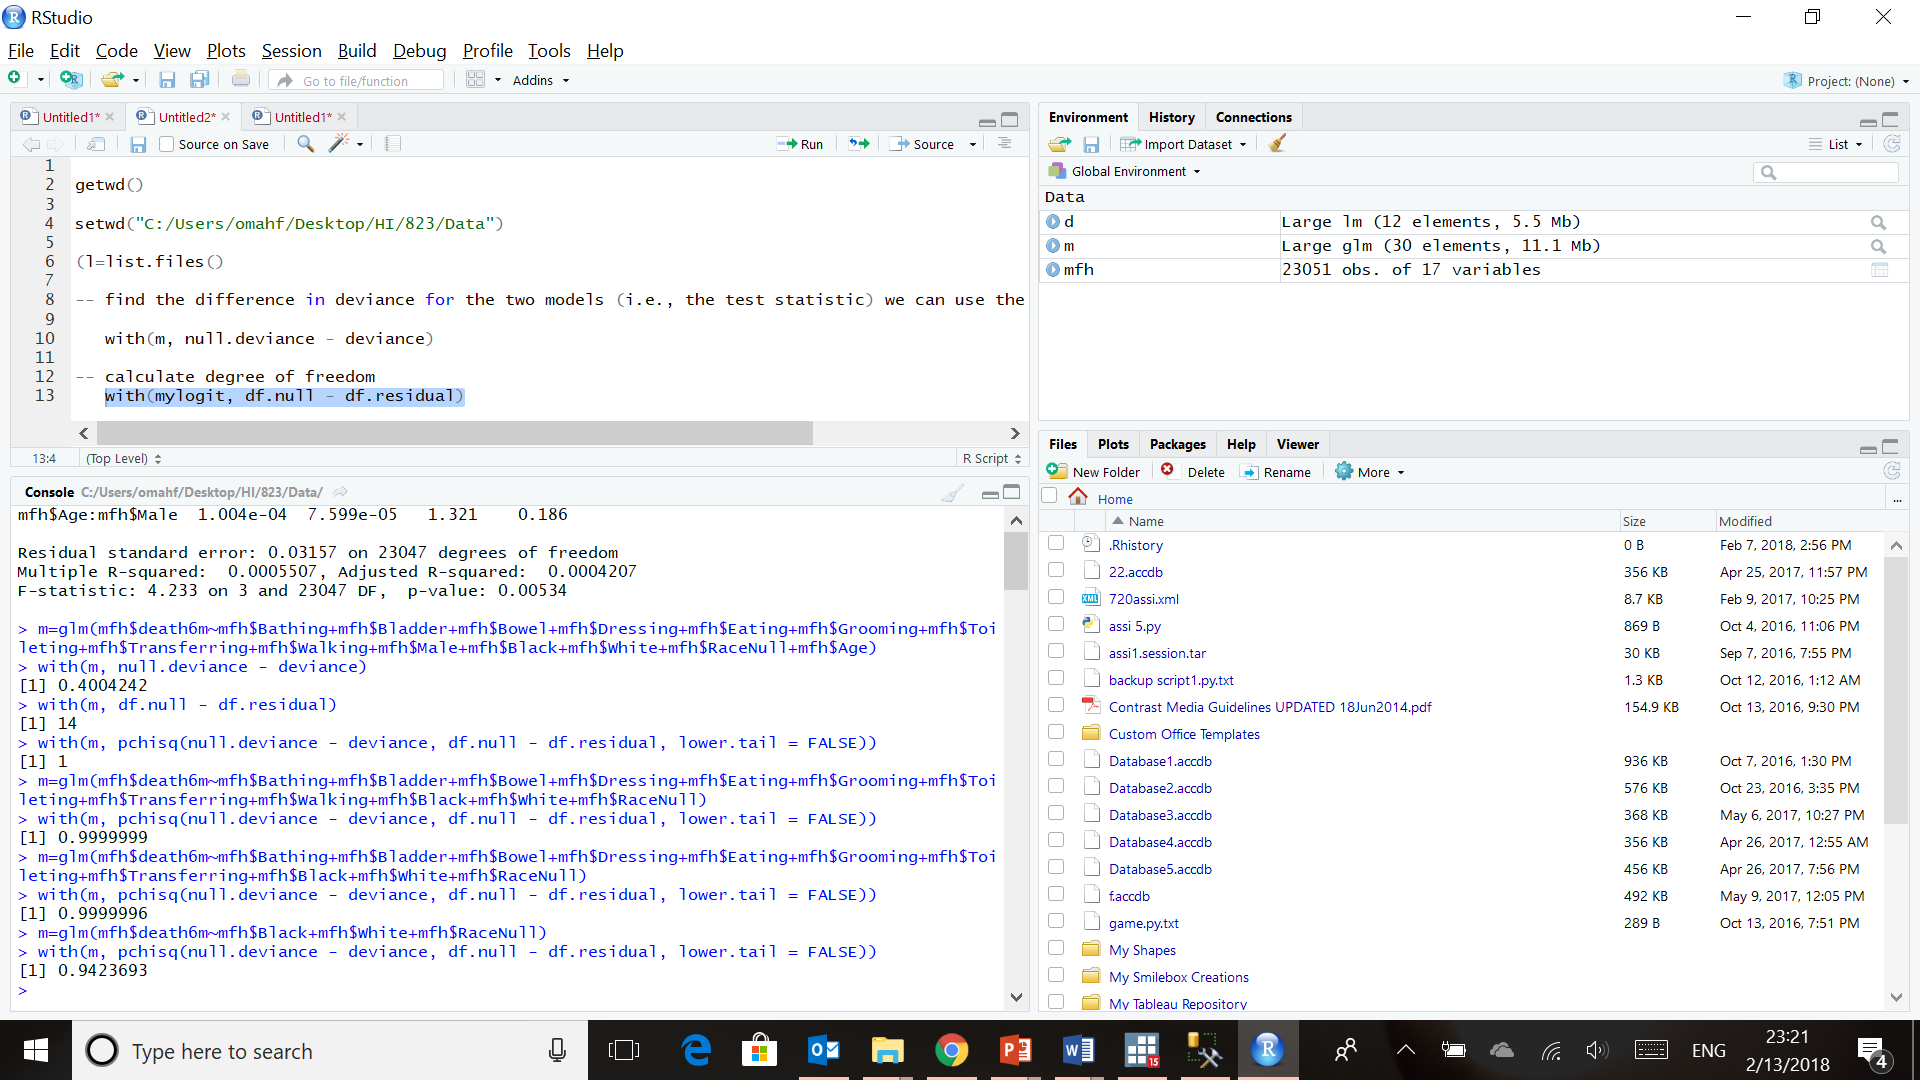 RStudio
File Edit Code View Plots Session Build Debug Profile Tools Help
Go to file/function Addins Project: (None)
Untitled1* Untitled2* Untitled1*
Source on Save Run Source
1
2 getwd()
3
4 setwd("C:/Users/omahf/Desktop/HI/823/Data")
5
6 (l=list.files()
7
8 -- find the difference in deviance for the two models (i.e., the test statistic) we can use the
9
10 with(m, null.deviance - deviance)
11
12 -- calculate degree of freedom
13 with(mylogit, df.null - df.residual)
13:4 (Top Level) R Script
Console C:/Users/omahf/Desktop/HI/823/Data/
mfh$Age:mfh$Male 1.004e-04 7.599e-05 1.321 0.186
Residual standard error: 0.03157 on 23047 degrees of freedom
Multiple R-squared: 0.0005507, Adjusted R-squared: 0.0004207
F-statistic: 4.233 on 3 and 23047 DF, p-value: 0.00534
> m=glm(mfh$death6m~mfh$Bathing+mfh$Bladder+mfh$Bowel+mfh$Dressing+mfh$Eating+mfh$Grooming+mfh$Toi
leting+mfh$Transferring+mfh$Walking+mfh$Male+mfh$Black+mfh$White+mfh$RaceNull+mfh$Age)
> with(m, null.deviance - deviance)
[1] 0.4004242
> with(m, df.null - df.residual)
[1] 14
> with(m, pchisq(null.deviance - deviance, df.null - df.residual, lower.tail = FALSE))
[1] 1
> m=glm(mfh$death6m~mfh$Bathing+mfh$Bladder+mfh$Bowel+mfh$Dressing+mfh$Eating+mfh$Grooming+mfh$Toi
leting+mfh$Transferring+mfh$Walking+mfh$Black+mfh$White+mfh$RaceNull)
> with(m, pchisq(null.deviance - deviance, df.null - df.residual, lower.tail = FALSE))
[1] 0.9999999
> m=glm(mfh$death6m~mfh$Bathing+mfh$Bladder+mfh$Bowel+mfh$Dressing+mfh$Eating+mfh$Grooming+mfh$Toi
leting+mfh$Transferring+mfh$Black+mfh$White+mfh$RaceNull)
> with(m, pchisq(null.deviance - deviance, df.null - df.residual, lower.tail = FALSE))
[1] 0.9999996
> m=glm(mfh$death6m~mfh$Black+mfh$White+mfh$RaceNull)
> with(m, pchisq(null.deviance - deviance, df.null - df.residual, lower.tail = FALSE))
[1] 0.9423693
>
Environment History Connections
Import Dataset List
Global Environment
Data
d Large lm (12 elements, 5.5 Mb)
m Large glm (30 elements, 11.1 Mb)
mfh 23051 obs. of 17 variables
Files Plots Packages Help Viewer
New Folder Delete Rename More
Home ...
Name Size Modified
.Rhistory 0 B Feb 7, 2018, 2:56 PM
22.accdb 356 KB Apr 25, 2017, 11:57 PM
720assi.xml 8.7 KB Feb 9, 2017, 10:25 PM
assi 5.py 869 B Oct 4, 2016, 11:06 PM
assi1.session.tar 30 KB Sep 7, 2016, 7:55 PM
backup script1.py.txt 1.3 KB Oct 12, 2016, 1:12 AM
Contrast Media Guidelines UPDATED 18Jun2014.pdf 154.9 KB Oct 13, 2016, 9:30 PM
Custom Office Templates
Database1.accdb 936 KB Oct 7, 2016, 1:30 PM
Database2.accdb 576 KB Oct 23, 2016, 3:35 PM
Database3.accdb 368 KB May 6, 2017, 10:27 PM
Database4.accdb 356 KB Apr 26, 2017, 12:55 AM
Database5.accdb 456 KB Apr 26, 2017, 7:56 PM
f.accdb 492 KB May 9, 2017, 12:05 PM
game.py.txt 289 B Oct 13, 2016, 7:51 PM
My Shapes
My Smilebox Creations
My Tableau Repository
Type here to search
15
ENG
23:21
2/13/2018
4